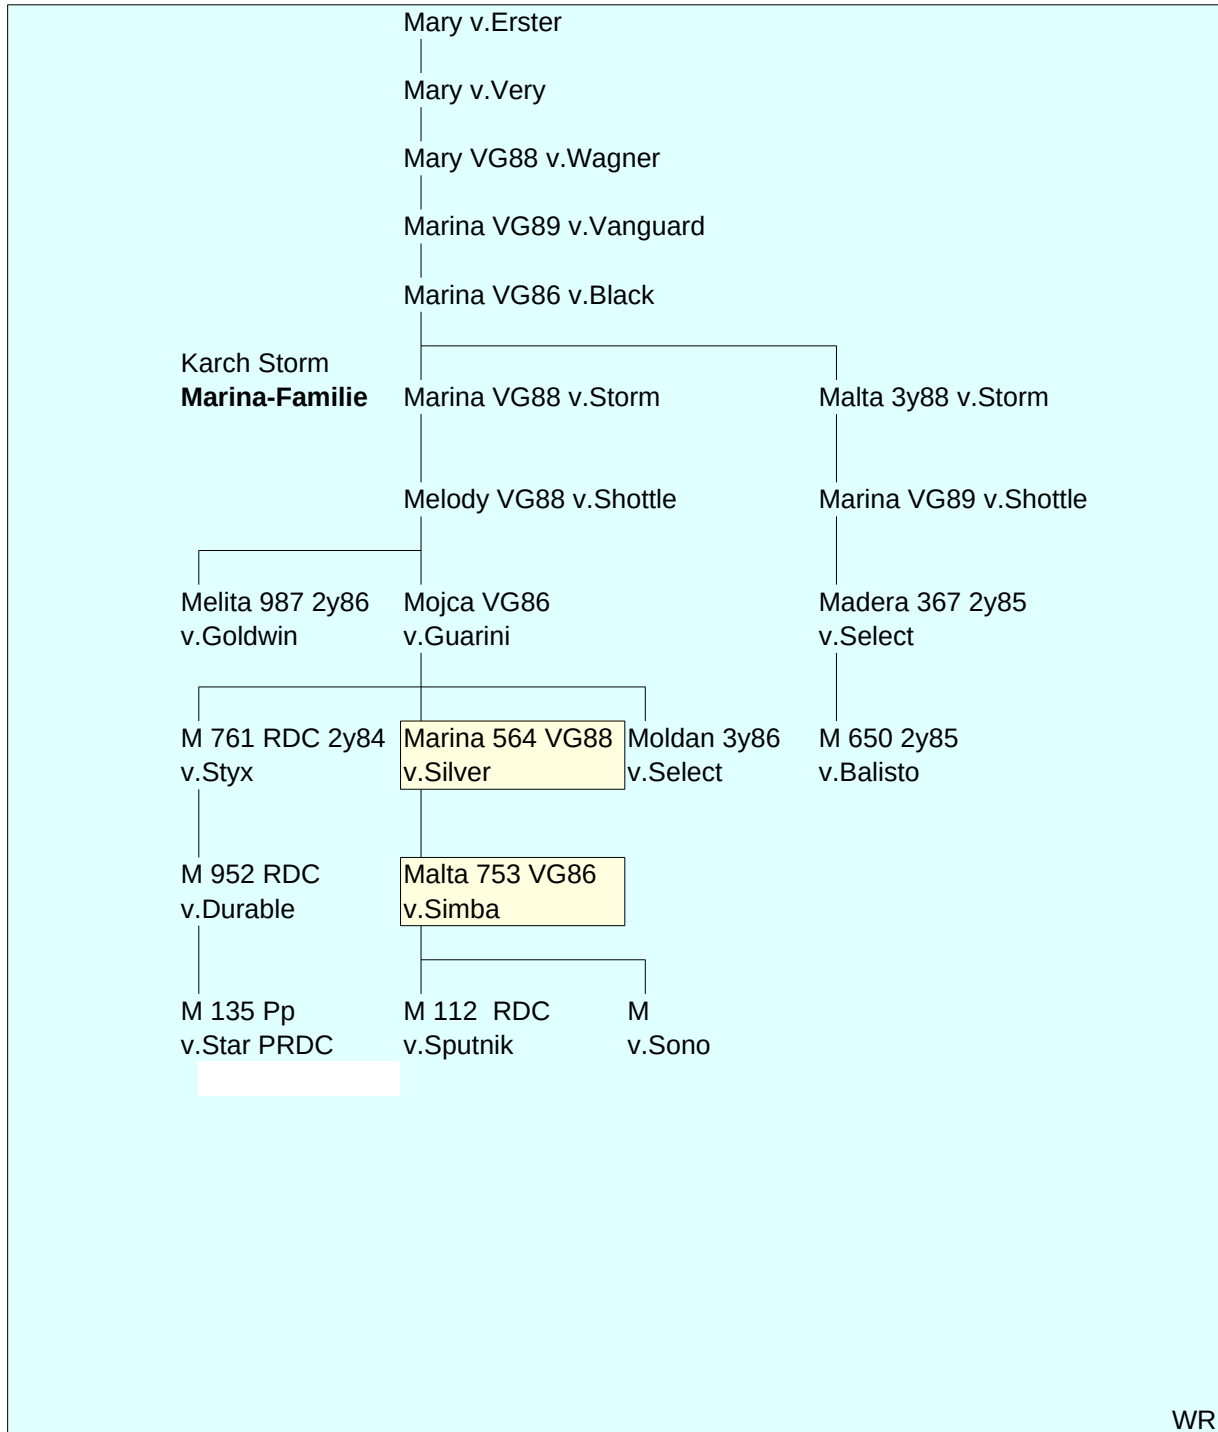 Mary v.Erster
Mary v.Very
Mary VG88 v.Wagner
Marina VG89 v.Vanguard
Marina VG86 v.Black
Karch Storm
Marina-Familie Marina VG88 v.Storm Malta 3y88 v.Storm
Melody VG88 v.Shottle Marina VG89 v.Shottle
Melita 987 2y86 Mojca VG86 Madera 367 2y85
v.Goldwin v.Guarini v.Select
M 761 RDC 2y84 Marina 564 VG88 Moldan 3y86 M 650 2y85
v.Styx v.Silver v.Select v.Balisto
M 952 RDC Malta 753 VG86
v.Durable v.Simba
M 135 Pp M 112  RDC M
v.Star PRDC v.Sputnik v.Sono
WR